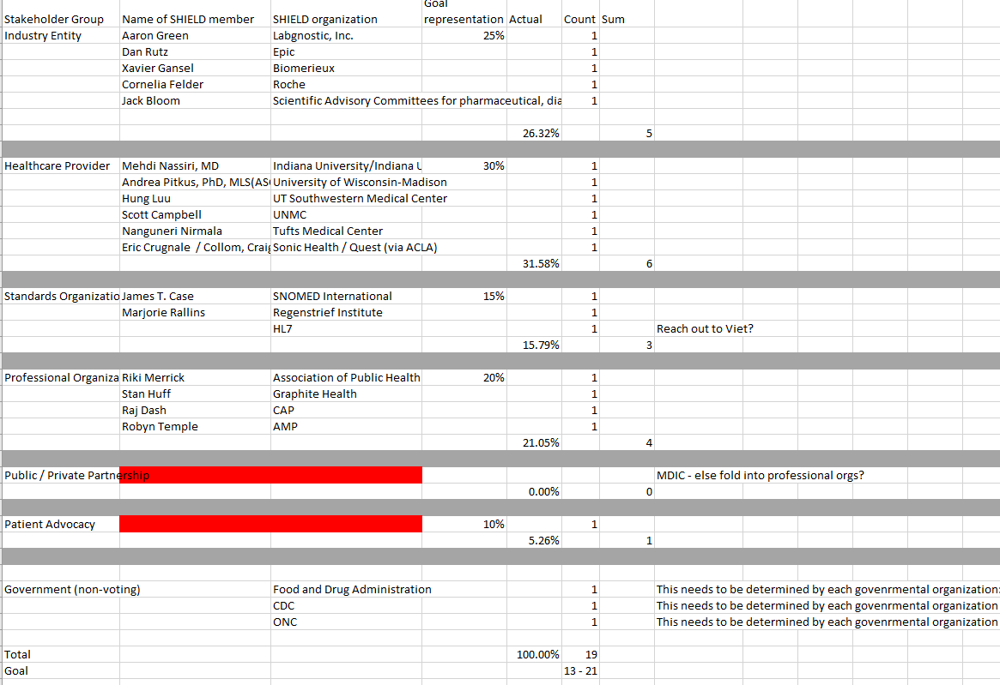 Stakeholder Group Name of SHIELD member SHIELD organization Goal representation Actual Count Sum
Industry Entity Aaron Green Labgnostic, Inc. 25% 1
Dan Rutz Epic 1
Xavier Gansel Biomerieux 1
Cornelia Felder Roche 1
Jack Bloom Scientific Advisory Committees for pharmaceutical, dia 1
26.32% 5
Healthcare Provider Mehdi Nassiri, MD Indiana University/Indiana U 30% 1
Andrea Pitkus, PhD, MLS(AS University of Wisconsin-Madison 1
Hung Luu UT Southwestern Medical Center 1
Scott Campbell UNMC 1
Nanguneri Nirmala Tufts Medical Center 1
Eric Crugnale / Collom, Craig Sonic Health / Quest (via ACLA) 1
31.58% 6
Standards Organizatio James T. Case SNOMED International 15% 1
Marjorie Rallins Regenstrief Institute 1
HL7 1 Reach out to Viet?
15.79% 3
Professional Organiza Riki Merrick Association of Public Health 20% 1
Stan Huff Graphite Health 1
Raj Dash CAP 1
Robyn Temple AMP 1
21.05% 4
Public / Private Partnership MDIC - else fold into professional orgs?
0.00% 0
Patient Advocacy 10% 1
5.26% 1
Government (non-voting) Food and Drug Administration 1 This needs to be determined by each govenrmental organization
CDC 1 This needs to be determined by each govenrmental organization
ONC 1 This needs to be determined by each govenrmental organization
Total 100.00% 19
Goal 13 - 21